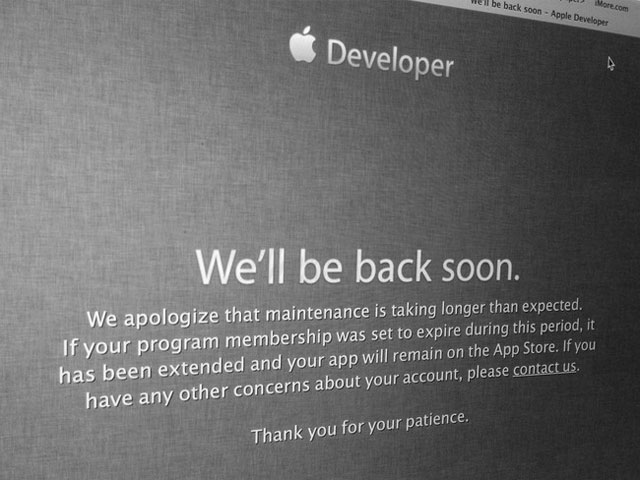 iMore.com
We'll be back soon – Apple Developer
Developer
We'll be back soon.
We apologize that maintenance is taking longer than expected.
If your program membership was set to expire during this period, it
has been extended and your app will remain on the App Store. If you
have any other concerns about your account, please contact us.
Thank you for your patience.